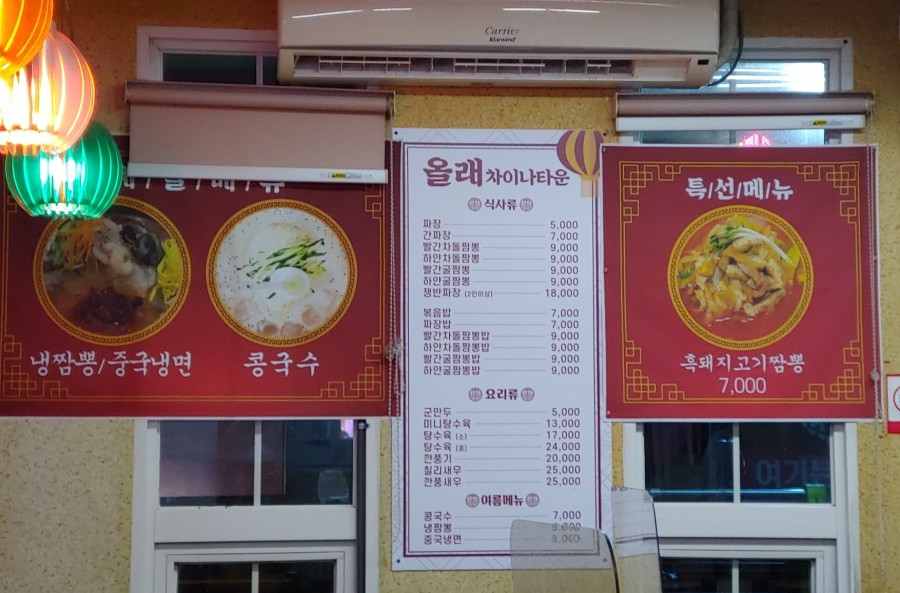 Carrier
Klarwind
냉짬뽕/중국냉면
콩국수
올래 차이나타운
식사류
짜장 5,000
간짜장 7,000
빨간차돌짬뽕 9,000
하얀차돌짬뽕 9,000
빨간굴짬뽕 9,000
하얀굴짬뽕 9,000
쟁반짜장 (2인이상) 18,000
볶음밥 7,000
짜장밥 7,000
빨간차돌짬뽕밥 9,000
하얀차돌짬뽕밥 9,000
빨간굴짬뽕밥 9,000
하얀굴짬뽕밥 9,000
요리류
군만두 5,000
미니탕수육 13,000
탕수육 (소) 17,000
탕수육 (중) 24,000
깐풍기 20,000
칠리새우 25,000
깐풍새우 25,000
여름메뉴
콩국수 7,000
냉짬뽕 8,000
중국냉면 8,000
특/선/메/뉴
흑돼지고기짬뽕
7,000